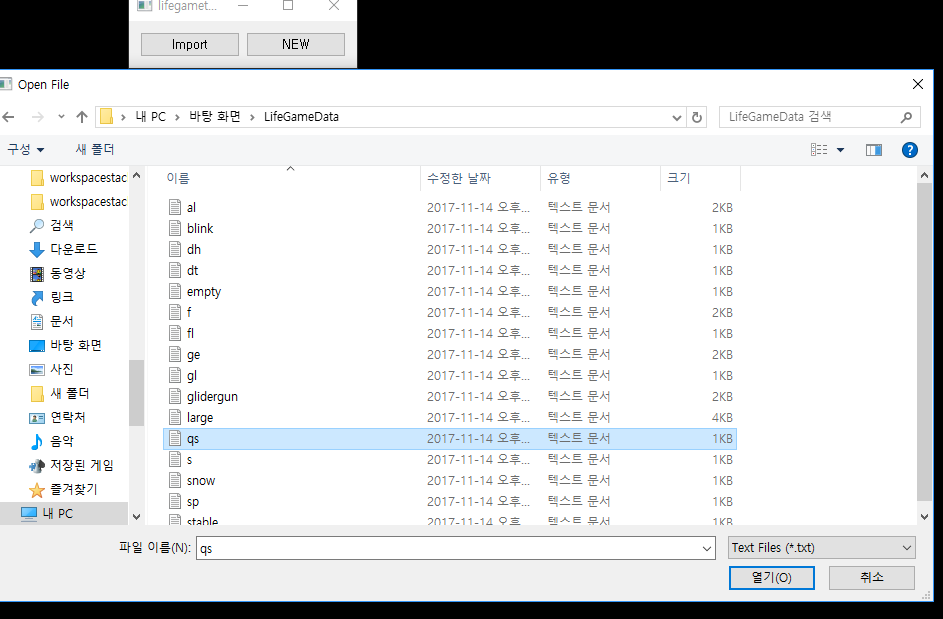 lifegamet...
Import NEW
Open File
내 PC 바탕 화면 LifeGameData LifeGameData 검색
구성 새 폴더
workspacestac
workspacestac
검색
다운로드
동영상
링크
문서
바탕 화면
사진
새 폴더
연락처
음악
저장된 게임
즐겨찾기
내 PC
이름 수정한 날짜 유형 크기
al 2017-11-14 오후... 텍스트 문서 2KB
blink 2017-11-14 오후... 텍스트 문서 1KB
dh 2017-11-14 오후... 텍스트 문서 1KB
dt 2017-11-14 오후... 텍스트 문서 1KB
empty 2017-11-14 오후... 텍스트 문서 1KB
f 2017-11-14 오후... 텍스트 문서 2KB
fl 2017-11-14 오후... 텍스트 문서 1KB
ge 2017-11-14 오후... 텍스트 문서 2KB
gl 2017-11-14 오후... 텍스트 문서 1KB
glidergun 2017-11-14 오후... 텍스트 문서 2KB
large 2017-11-14 오후... 텍스트 문서 4KB
qs 2017-11-14 오후... 텍스트 문서 1KB
s 2017-11-14 오후... 텍스트 문서 1KB
snow 2017-11-14 오후... 텍스트 문서 1KB
sp 2017-11-14 오후... 텍스트 문서 1KB
stable 2017-11-14 오후... 텍스트 문서 1KB
파일 이름(N): qs Text Files (*.txt)
열기(O) 취소